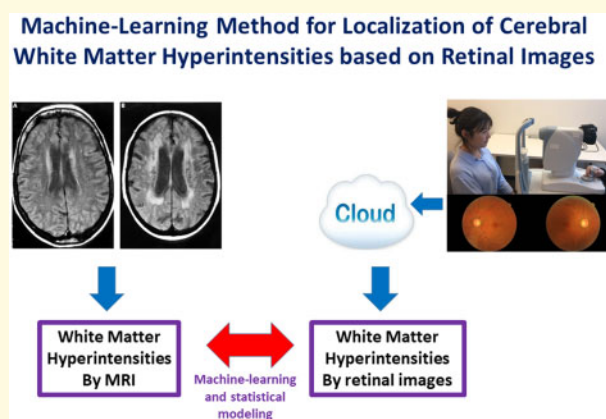 Machine-Learning Method for Localization of Cerebral
White Matter Hyperintensities based on Retinal Images
A
B
Cloud
White Matter
Hyperintensities
By MRI
Machine-learning
and statistical
modeling
White Matter
Hyperintensities
By retinal images